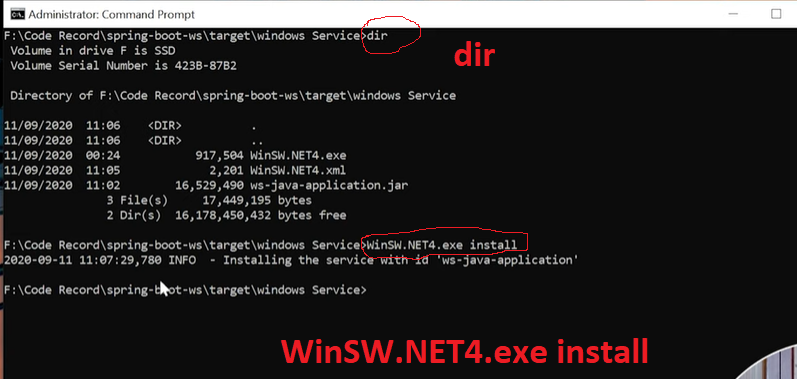 Administrator: Command Prompt
F:\Code Record\spring-boot-ws\target\windows Service>dir
Volume in drive F is SSD
Volume Serial Number is 423B-87B2
Directory of F:\Code Record\spring-boot-ws\target\windows Service
11/09/2020 11:06 <DIR> .
11/09/2020 11:06 <DIR> ..
11/09/2020 00:24 917,504 WinSW.NET4.exe
11/09/2020 11:05 2,201 WinSW.NET4.xml
11/09/2020 11:02 16,529,490 ws-java-application.jar
3 File(s) 17,449,195 bytes
2 Dir(s) 16,178,450,432 bytes free
F:\Code Record\spring-boot-ws\target\windows Service>WinSW.NET4.exe install
2020-09-11 11:07:29,780 INFO - Installing the service with id 'ws-java-application'
F:\Code Record\spring-boot-ws\target\windows Service>
dir
WinSW.NET4.exe install